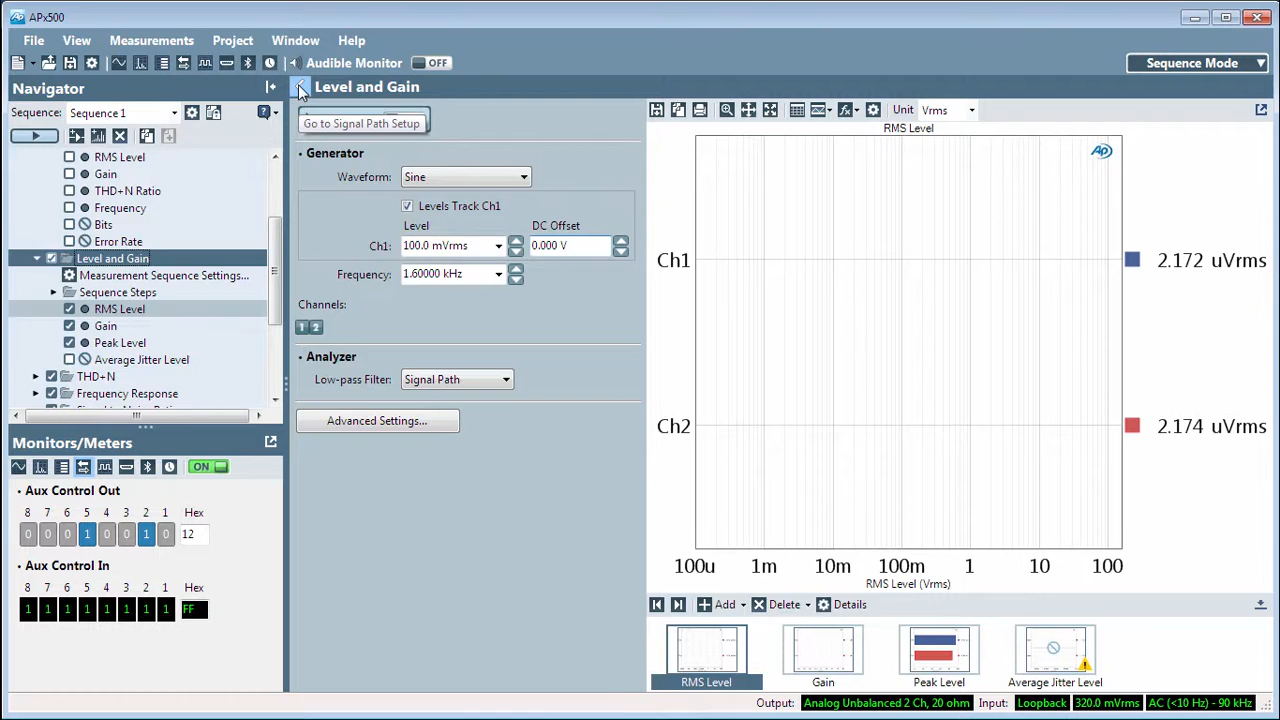 APx500
File View Measurements Project Window Help
Audible Monitor OFF
Sequence Mode
Navigator
Sequence: Sequence 1
RMS Level
Gain
THD+N Ratio
Frequency
Bits
Error Rate
Level and Gain
Measurement Sequence Settings...
Sequence Steps
RMS Level
Gain
Peak Level
Average Jitter Level
THD+N
Frequency Response
Monitors/Meters
ON
Aux Control Out
8 7 6 5 4 3 2 1 Hex
0 0 0 1 0 0 1 0 12
Aux Control In
8 7 6 5 4 3 2 1 Hex
1 1 1 1 1 1 1 1 FF
Level and Gain
Go to Signal Path Setup
Generator
Waveform: Sine
Levels Track Ch1
Level DC Offset
Ch1: 100.0 mVrms 0.000 V
Frequency: 1.60000 kHz
Channels:
1 2
Analyzer
Low-pass Filter: Signal Path
Advanced Settings...
Unit Vrms
RMS Level
Ap
Ch1 2.172 uVrms
Ch2 2.174 uVrms
100u 1m 10m 100m 1 10 100
RMS Level (Vrms)
Add Delete Details
RMS Level Gain Peak Level Average Jitter Level
Output: Analog Unbalanced 2 Ch, 20 ohm Input: Loopback 320.0 mVrms AC (<10 Hz) - 90 kHz